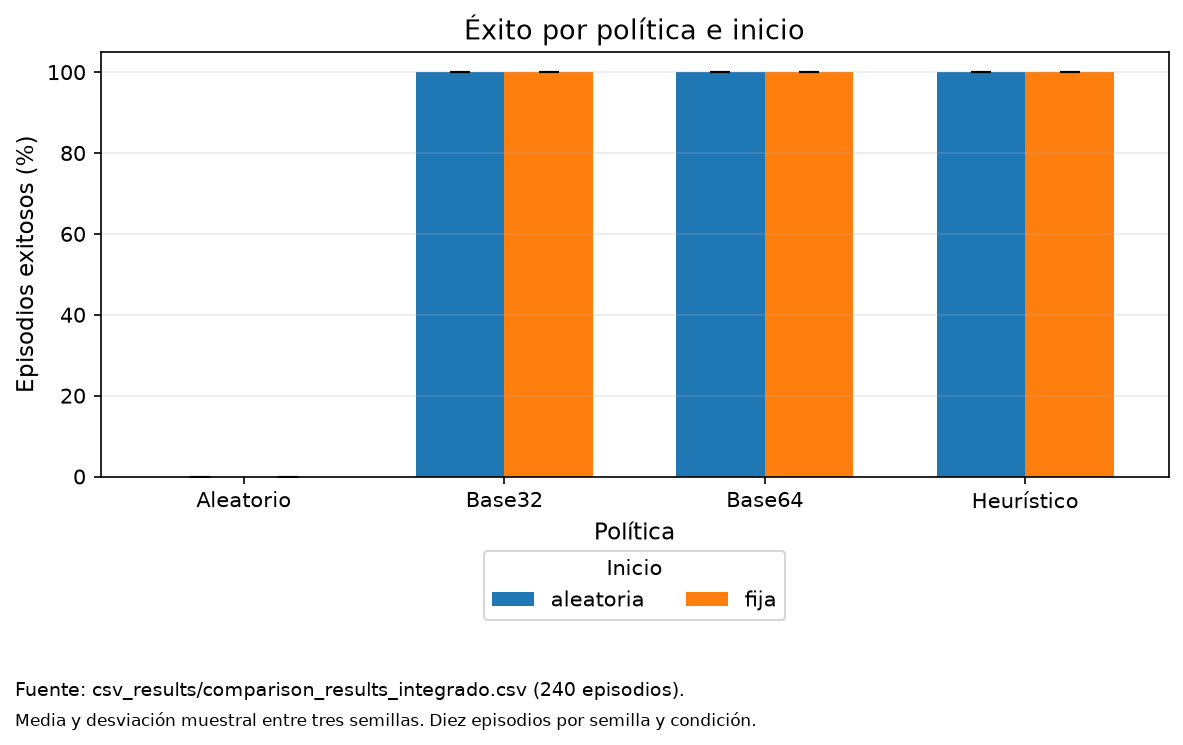 Éxito por política e inicio
Episodios exitosos (%)
100
80
60
40
20
0
Aleatorio Base32 Base64 Heurístico
Política
Inicio
aleatoria fija
Fuente: csv_results/comparison_results_integrado.csv (240 episodios).
Media y desviación muestral entre tres semillas. Diez episodios por semilla y condición.